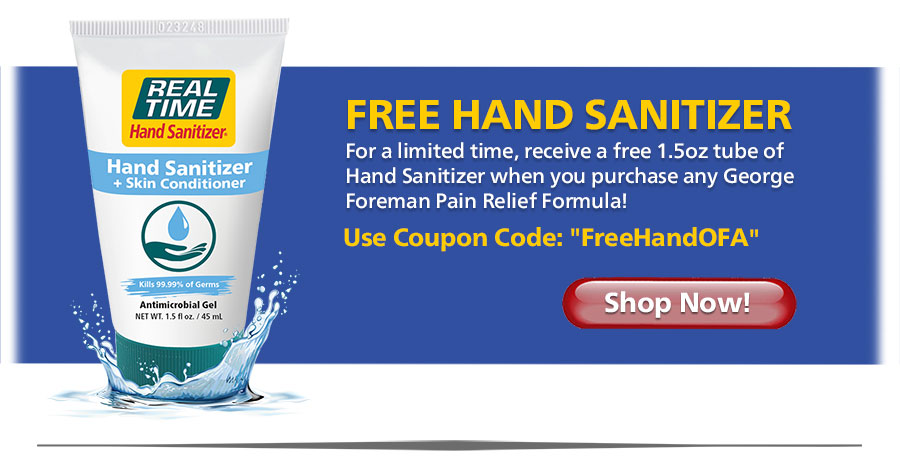 023248
REAL
TIME
Hand Sanitizer®
Hand Sanitizer
+ Skin Conditioner
Kills 99.99% of Germs
Antimicrobial Gel
NET WT. 1.5 fl oz. / 45 mL
FREE HAND SANITIZER
For a limited time, receive a free 1.5oz tube of
Hand Sanitizer when you purchase any George
Foreman Pain Relief Formula!
Use Coupon Code: "FreeHandOFA"
Shop Now!